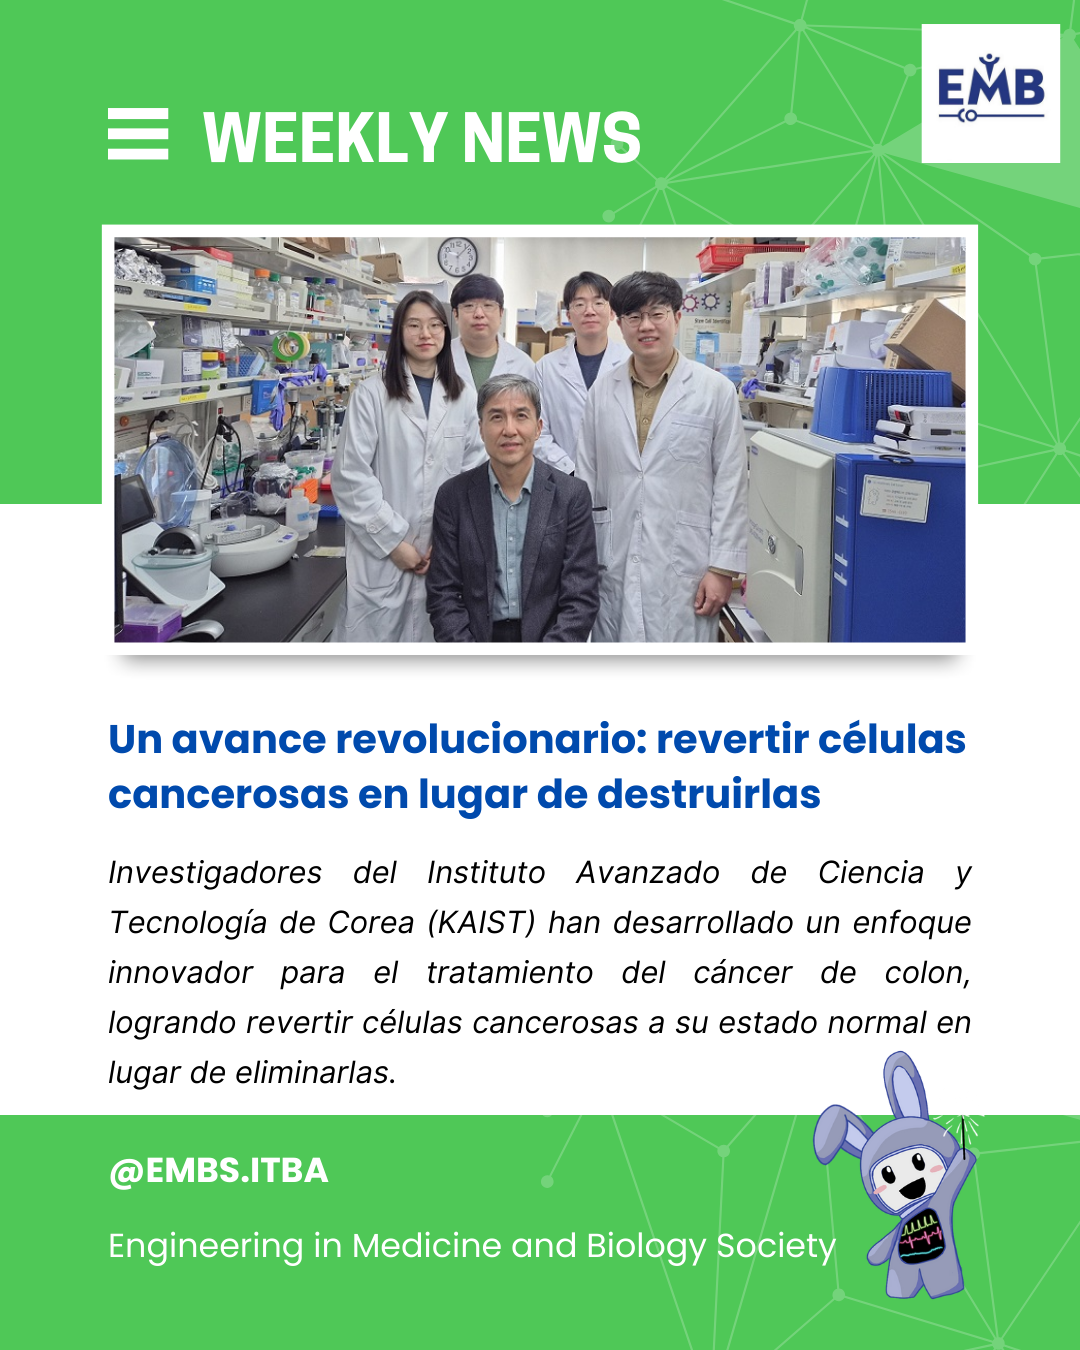 EMB
WEEKLY NEWS
Un avance revolucionario: revertir células
cancerosas en lugar de destruirlas
Investigadores del Instituto Avanzado de Ciencia y
Tecnología de Corea (KAIST) han desarrollado un enfoque
innovador para el tratamiento del cáncer de colon,
logrando revertir células cancerosas a su estado normal en
lugar de eliminarlas.
@EMBS.ITBA
Engineering in Medicine and Biology Society